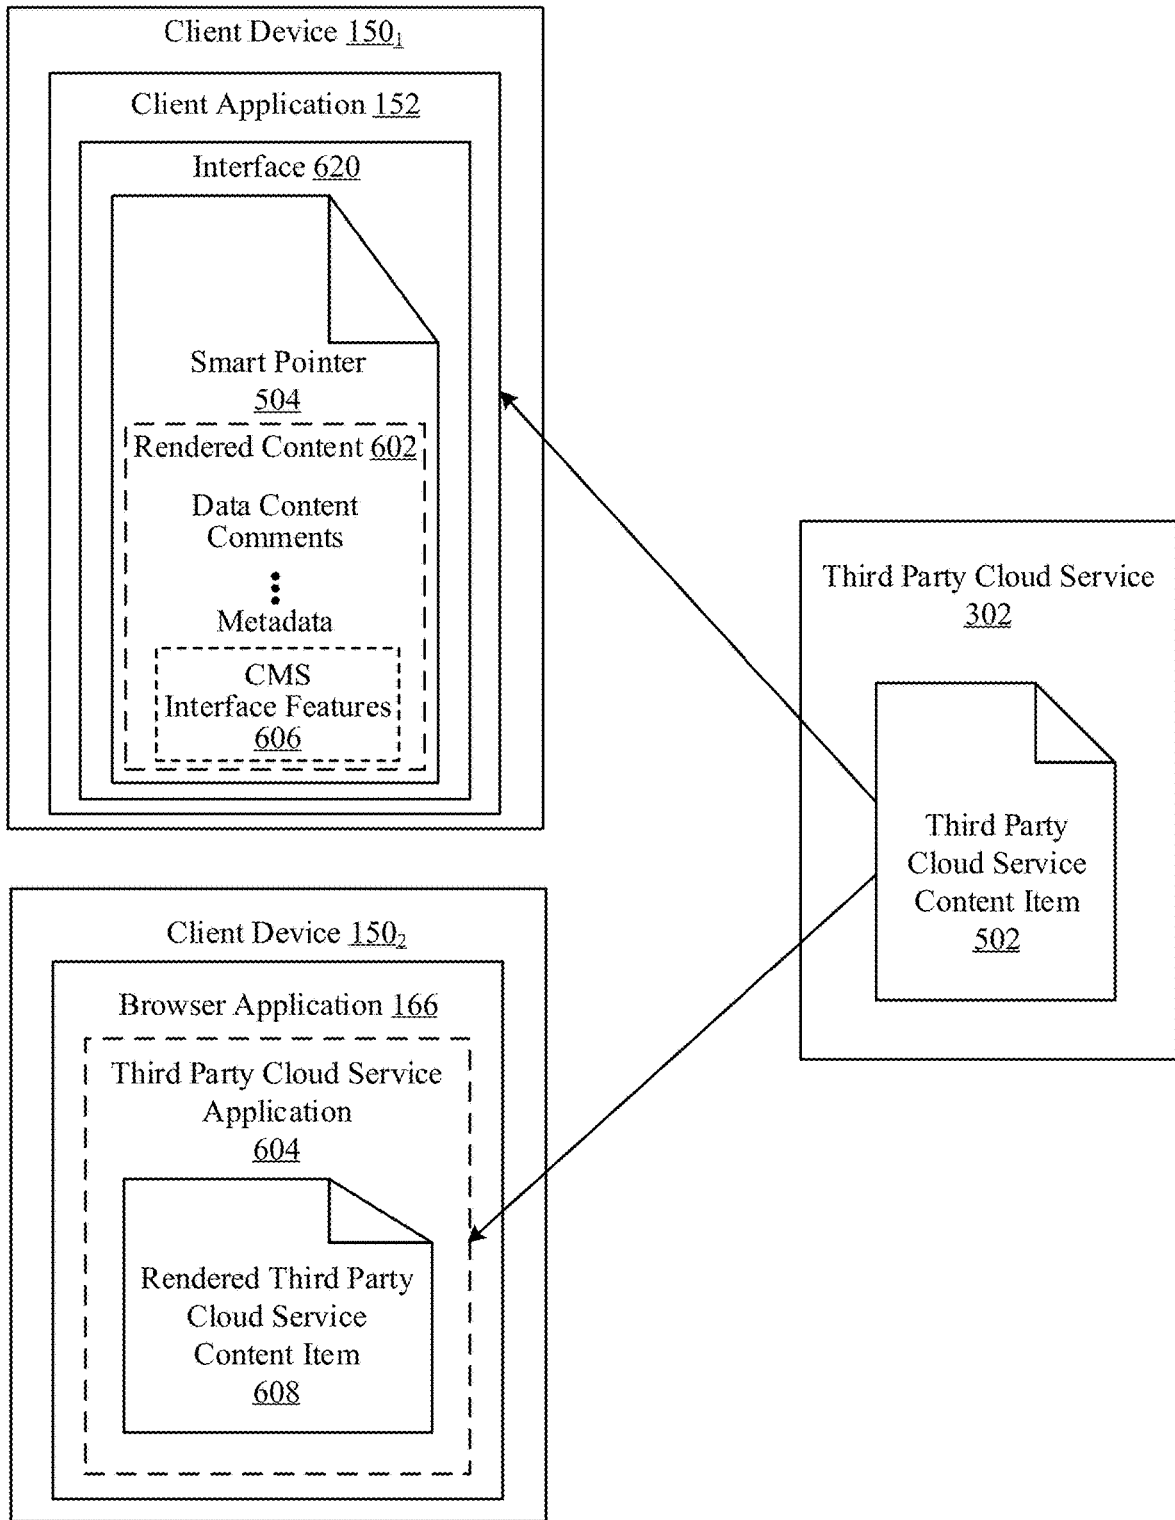 Client Device 150₁
Client Application 152
Interface 620
Smart Pointer
504
Rendered Content 602
Data Content
Comments
Metadata
CMS
Interface Features
606
Third Party Cloud Service
302
Third Party
Cloud Service
Content Item
502
Client Device 150₂
Browser Application 166
Third Party Cloud Service
Application
604
Rendered Third Party
Cloud Service
Content Item
608